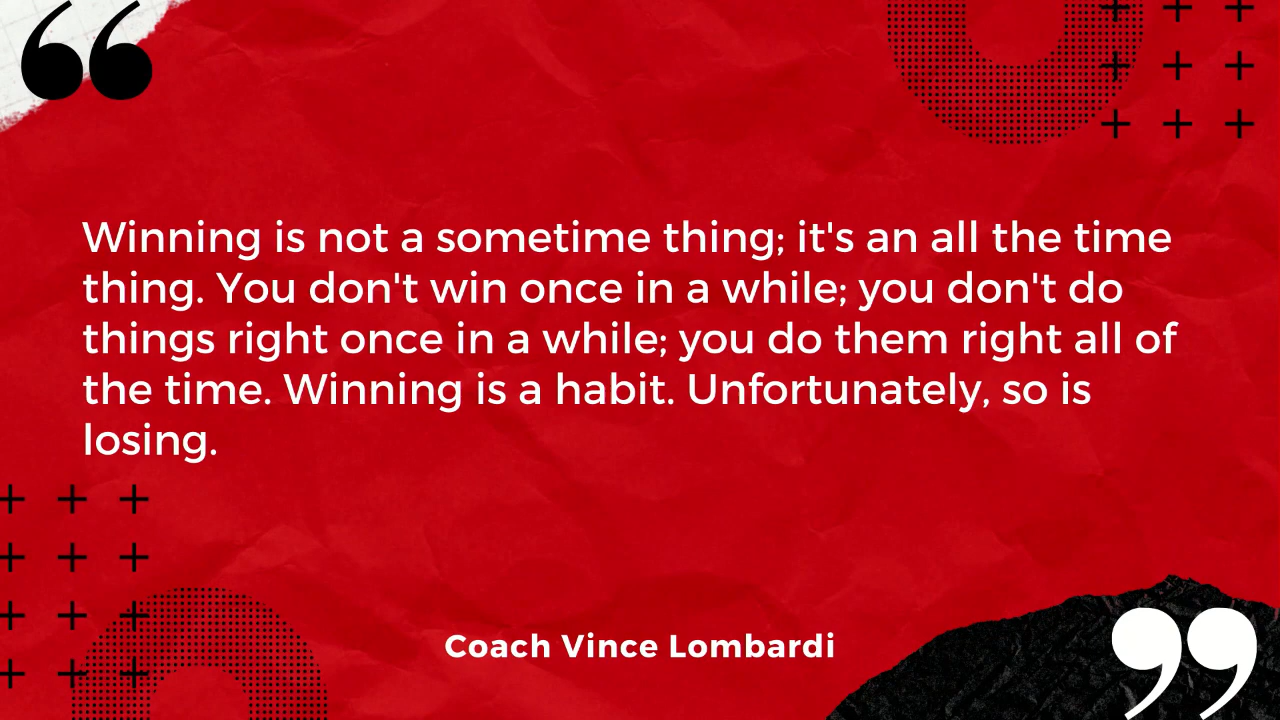 Winning is not a sometime thing; it's an all the time
thing. You don't win once in a while; you don't do
things right once in a while; you do them right all of
the time. Winning is a habit. Unfortunately, so is
losing.
Coach Vince Lombardi